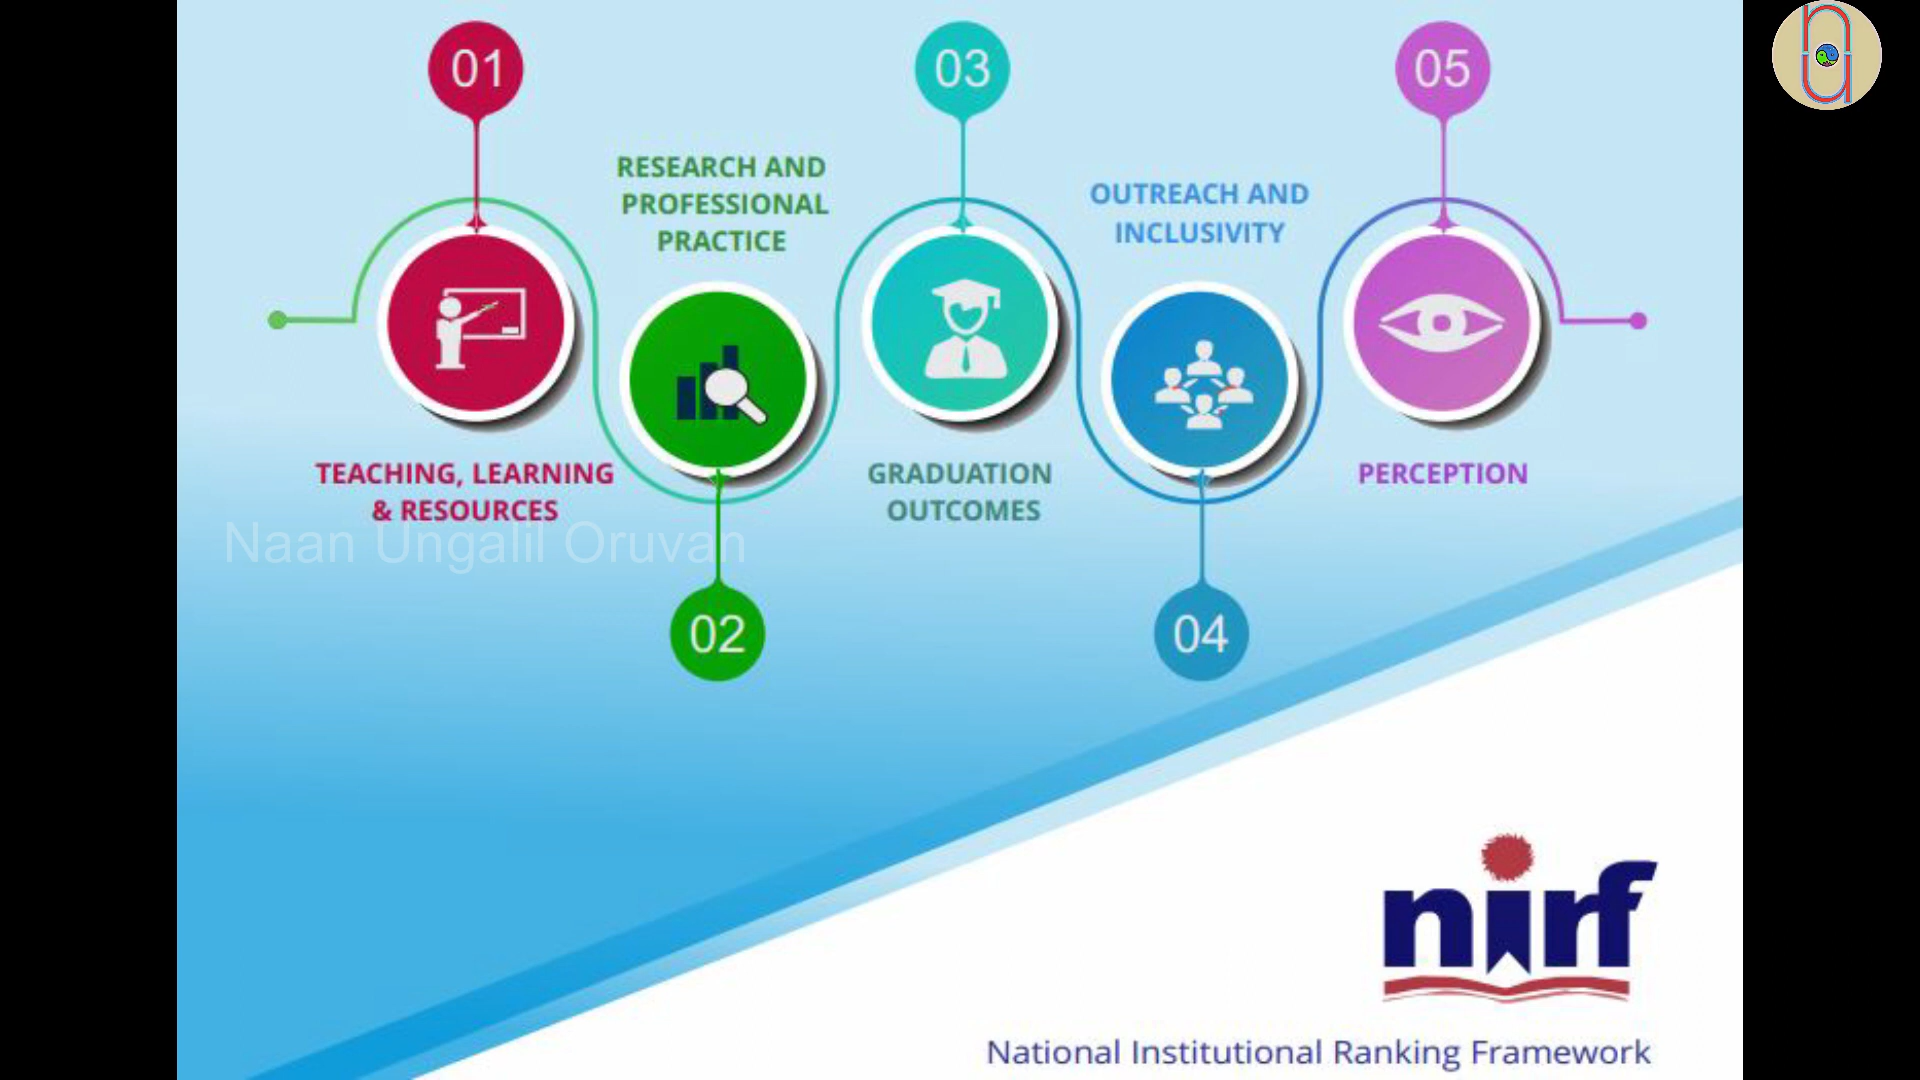 01
03
05
RESEARCH AND
PROFESSIONAL
PRACTICE
OUTREACH AND
INCLUSIVITY
TEACHING, LEARNING
& RESOURCES
GRADUATION
OUTCOMES
PERCEPTION
Naan Ungalil Oruvan
02
04
nirf
National Institutional Ranking Framework